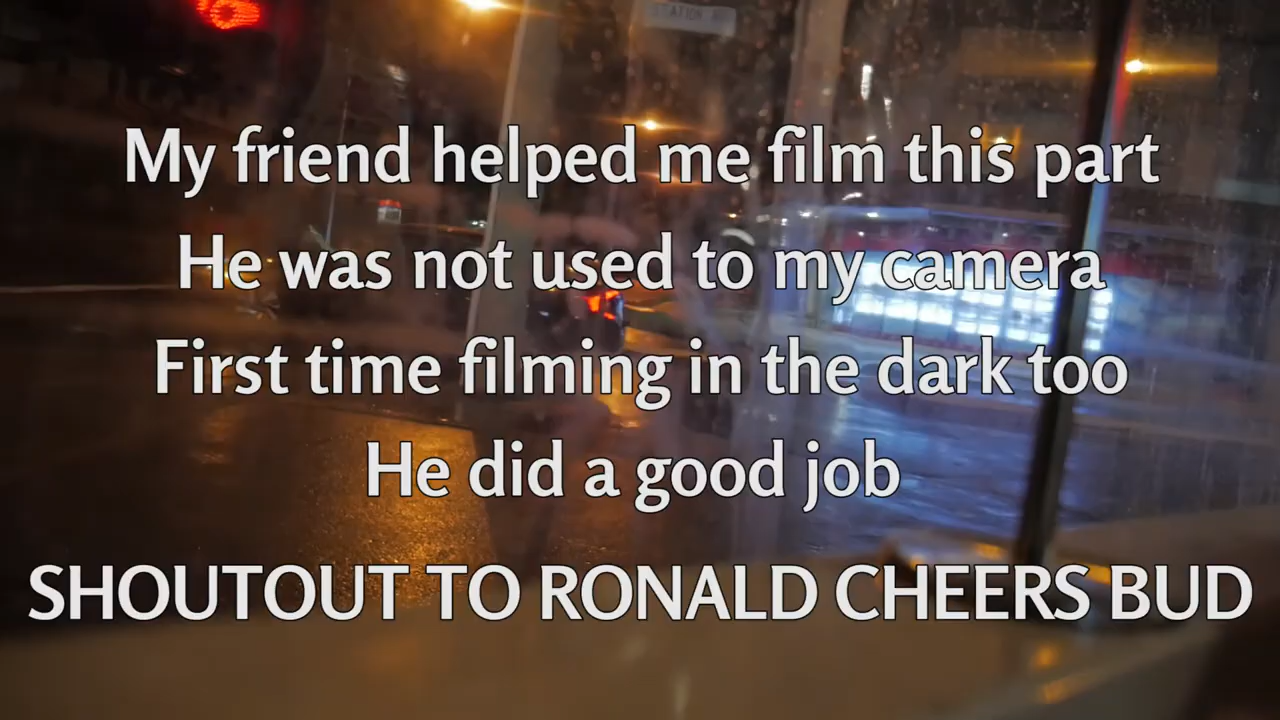 My friend helped me film this part
He was not used to my camera
First time filming in the dark too
He did a good job
SHOUTOUT TO RONALD CHEERS BUD